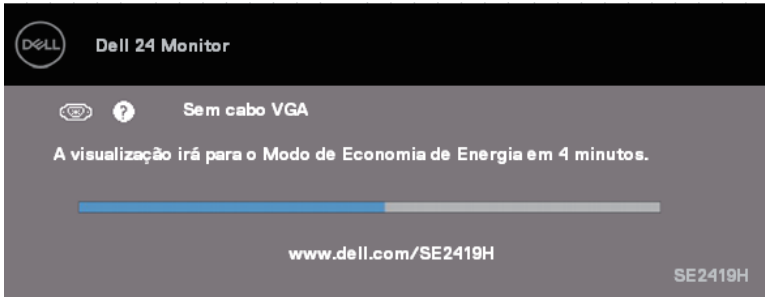 DELL
Dell 24 Monitor
? Sem cabo VGA
A visualização irá para o Modo de Economia de Energia em 4 minutos.
www.dell.com/SE2419H
SE2419H